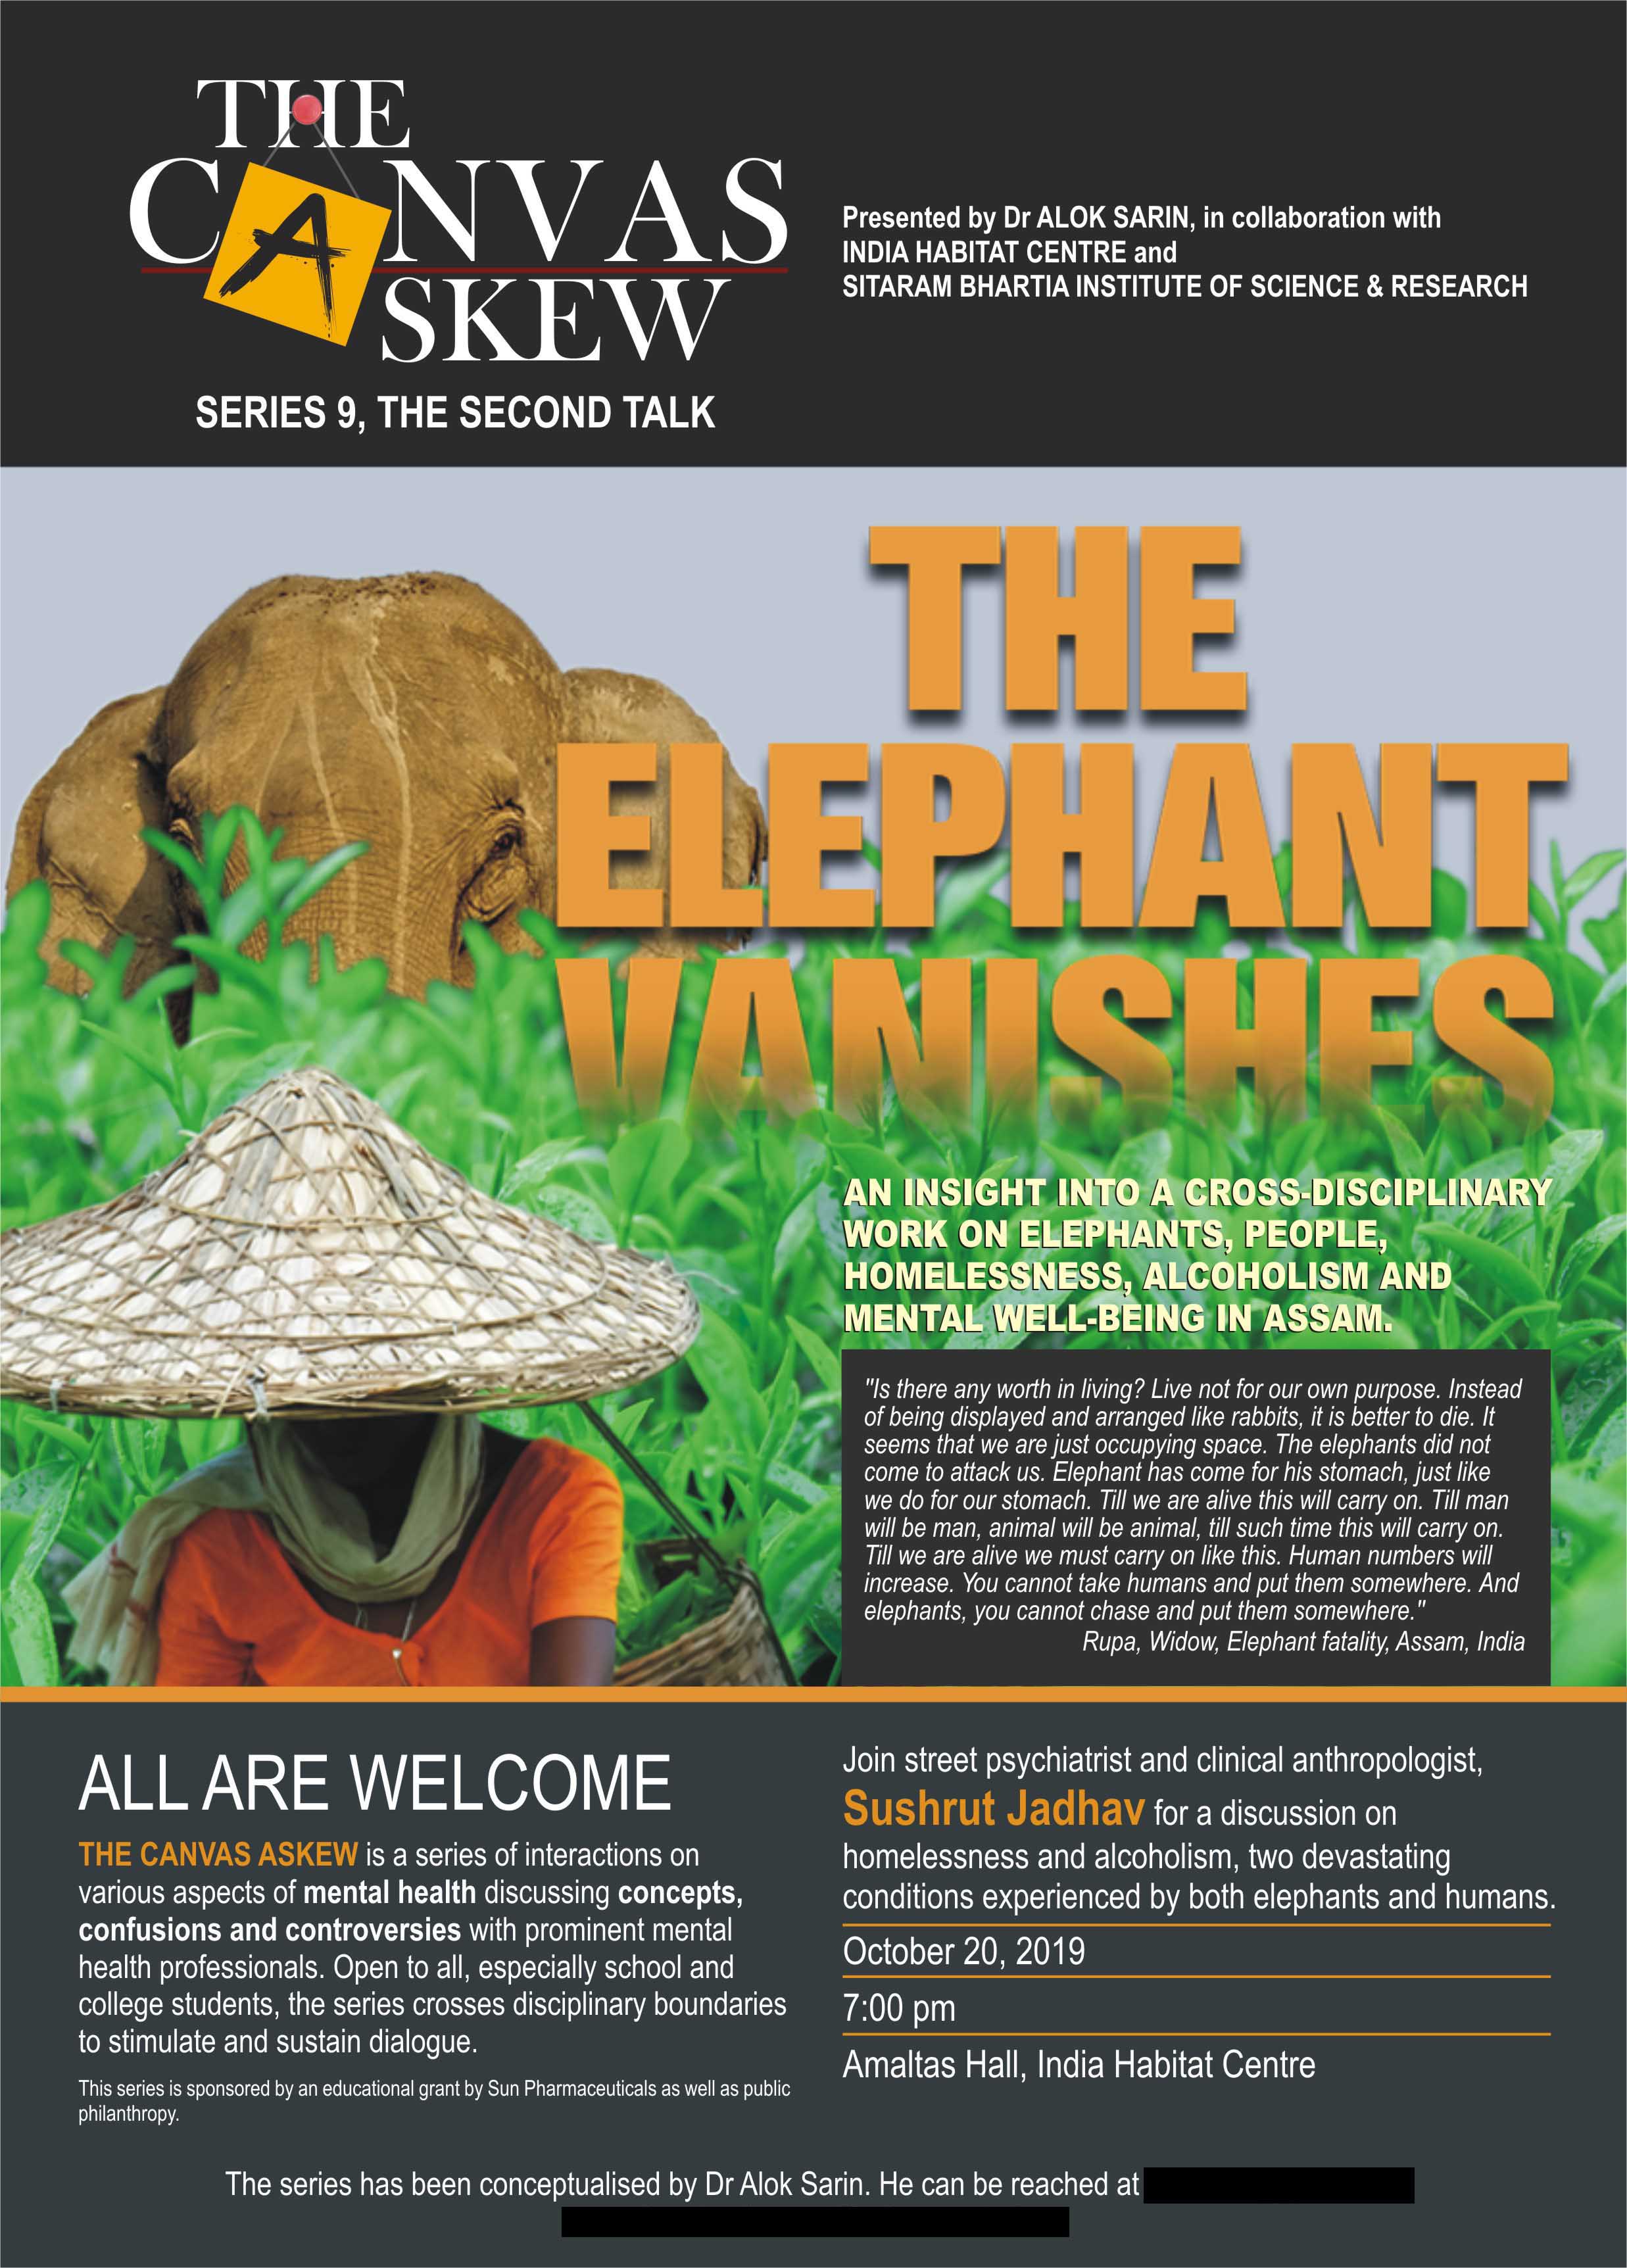 THE
CANVAS
ASKEW
SERIES 9, THE SECOND TALK
Presented by Dr ALOK SARIN, in collaboration with
INDIA HABITAT CENTRE and
SITARAM BHARTIA INSTITUTE OF SCIENCE & RESEARCH
THE
ELEPHANT
VANISHES
AN INSIGHT INTO A CROSS-DISCIPLINARY
WORK ON ELEPHANTS, PEOPLE,
HOMELESSNESS, ALCOHOLISM AND
MENTAL WELL-BEING IN ASSAM.
"Is there any worth in living? Live not for our own purpose. Instead
of being displayed and arranged like rabbits, it is better to die. It
seems that we are just occupying space. The elephants did not
come to attack us. Elephant has come for his stomach, just like
we do for our stomach. Till we are alive this will carry on. Till man
will be man, animal will be animal, till such time this will carry on.
Till we are alive we must carry on like this. Human numbers will
increase. You cannot take humans and put them somewhere. And
elephants, you cannot chase and put them somewhere."
Rupa, Widow, Elephant fatality, Assam, India
ALL ARE WELCOME
THE CANVAS ASKEW is a series of interactions on
various aspects of mental health discussing concepts,
confusions and controversies with prominent mental
health professionals. Open to all, especially school and
college students, the series crosses disciplinary boundaries
to stimulate and sustain dialogue.
This series is sponsored by an educational grant by Sun Pharmaceuticals as well as public
philanthropy.
Join street psychiatrist and clinical anthropologist,
Sushrut Jadhav for a discussion on
homelessness and alcoholism, two devastating
conditions experienced by both elephants and humans.
October 20, 2019
7:00 pm
Amaltas Hall, India Habitat Centre
The series has been conceptualised by Dr Alok Sarin. He can be reached at